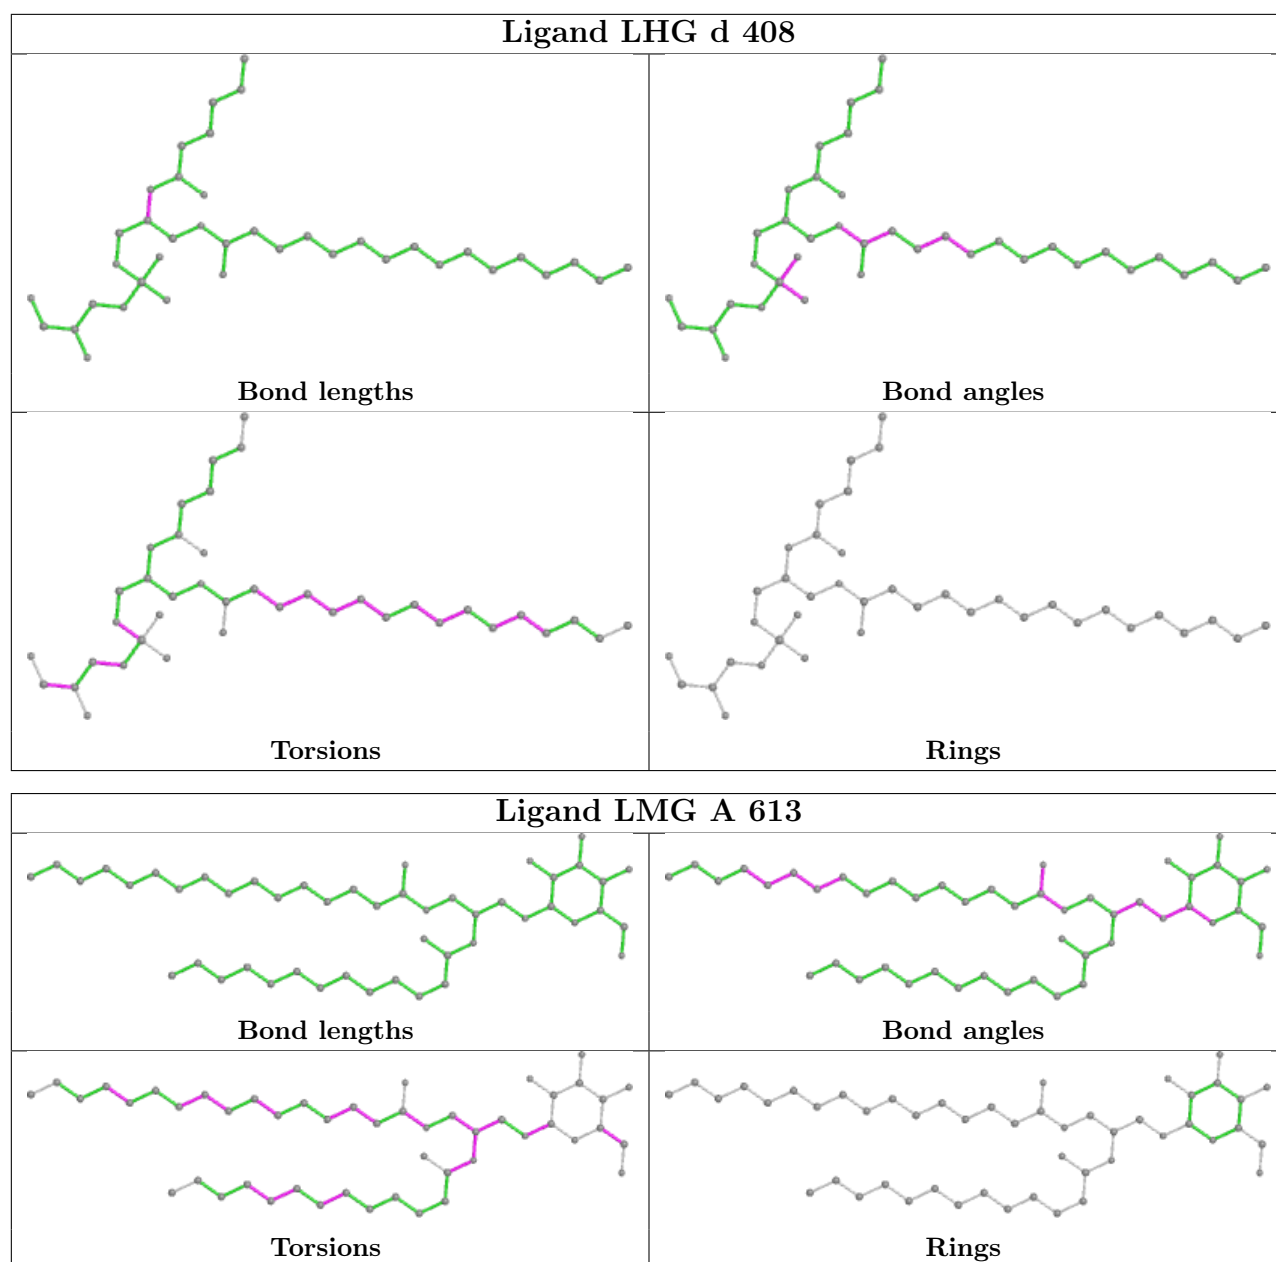 Ligand LHG d 408
Bond lengths
Bond angles
Torsions
Rings
Ligand LMG A 613
Bond lengths
Bond angles
Torsions
Rings